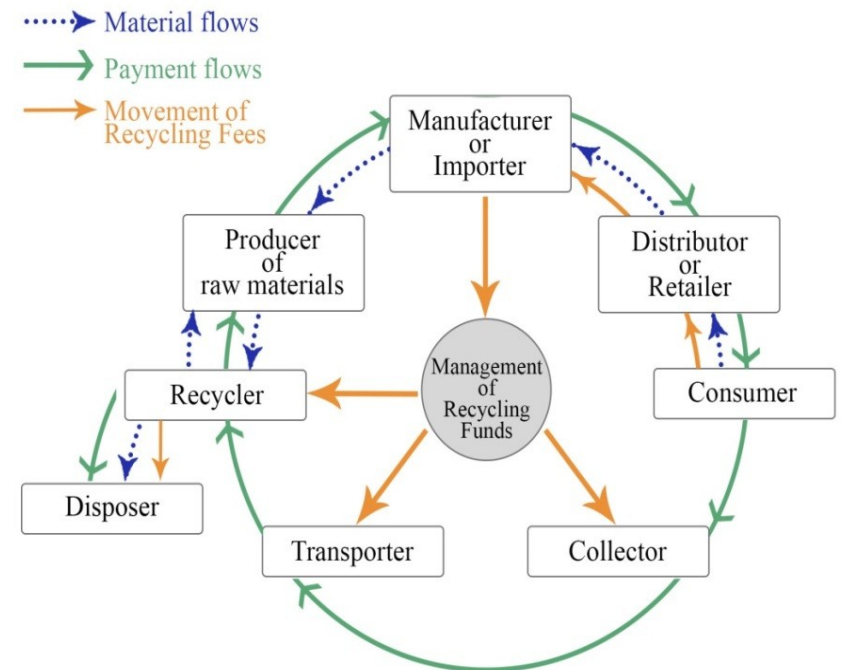 Material flows
Payment flows
Movement of
Recycling Fees
Manufacturer
or
Importer
Producer
of
raw materials
Distributor
or
Retailer
Management
of
Recycling
Funds
Recycler
Consumer
Disposer
Transporter
Collector